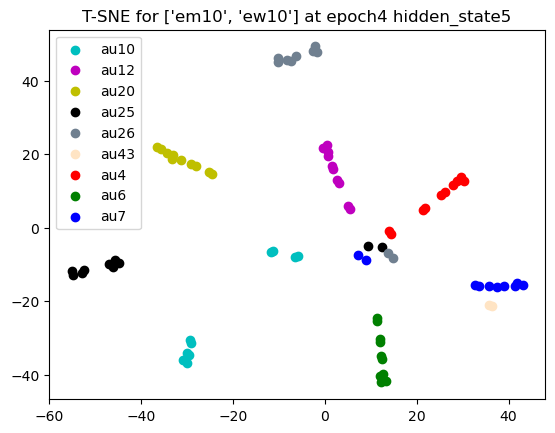 T-SNE for ['em10', 'ew10'] at epoch4 hidden_state5
au10
au12
au20
au25
au26
au43
au4
au6
au7
40
20
0
−20
−40
−60
−40
−20
0
20
40